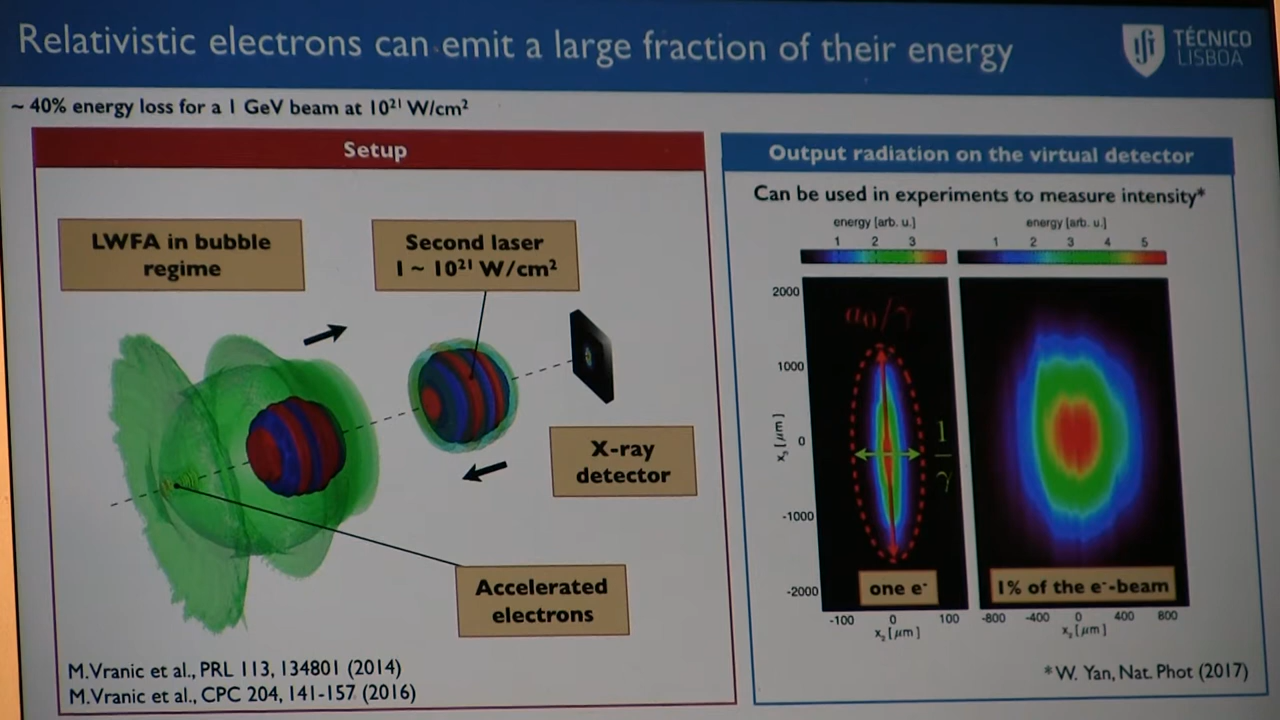 Relativistic electrons can emit a large fraction of their energy
TÉCNICO
LISBOA
~ 40% energy loss for a 1 GeV beam at 10²¹ W/cm²
Setup
LWFA in bubble
regime
Second laser
I ~ 10²¹ W/cm²
X-ray
detector
Accelerated
electrons
M.Vranic et al., PRL 113, 134801 (2014)
M.Vranic et al., CPC 204, 141-157 (2016)
Output radiation on the virtual detector
Can be used in experiments to measure intensity*
energy [arb. u.]
1 2 3
energy [arb. u.]
1 2 3 4 5
2000
1000
0
-1000
-2000
x₃ [μm]
a₀/γ
1/γ
one e⁻
1% of the e⁻-beam
-100 0 100
x₂ [μm]
-800 -400 0 400 800
x₂ [μm]
*W. Yan, Nat. Phot (2017)